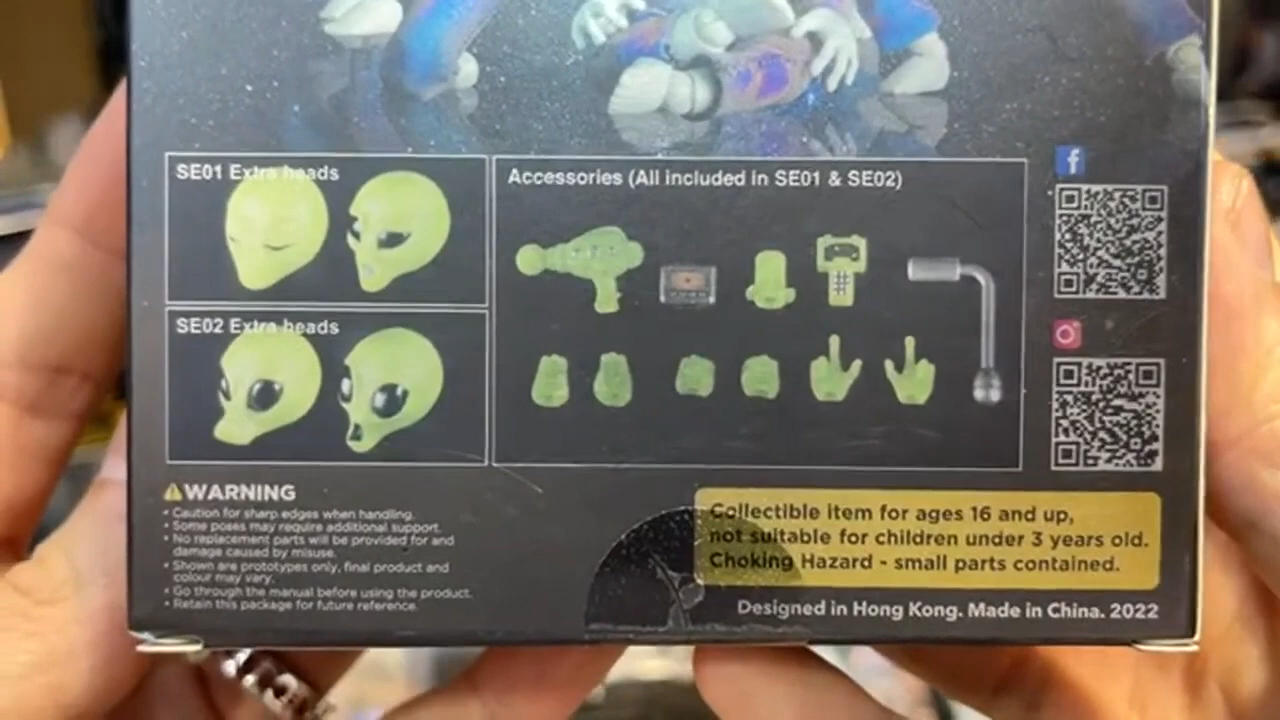 SE01 Extra heads
Accessories (All included in SE01 & SE02)
SE02 Extra heads
WARNING
• Caution for sharp edges when handling.
• Some poses may require additional support.
• No replacement parts will be provided for and
damage caused by misuse.
• Shown are prototypes only, final product and
colour may vary.
• Go through the manual before using the product.
• Retain this package for future reference.
Collectible item for ages 16 and up,
not suitable for children under 3 years old.
Choking Hazard - small parts contained.
Designed in Hong Kong. Made in China. 2022